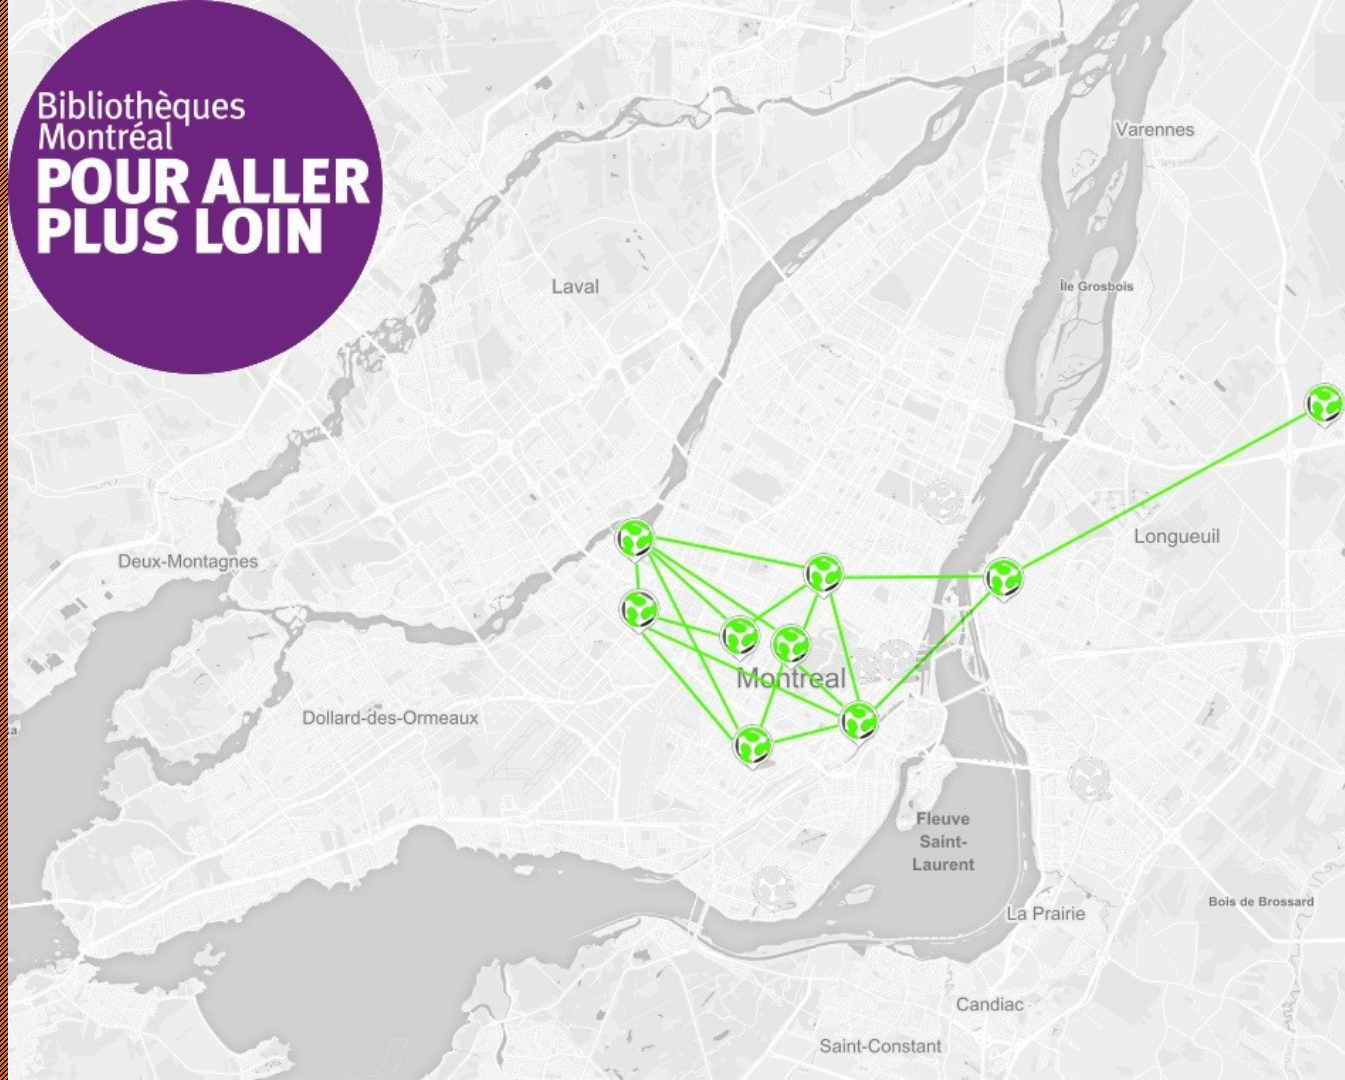 Bibliothèques
Montréal
POUR ALLER
PLUS LOIN
Varennes
Laval
Île Grosbois
Longueuil
Deux-Montagnes
Montreal
Dollard-des-Ormeaux
Fleuve
Saint-
Laurent
Bois de Brossard
La Prairie
Candiac
Saint-Constant